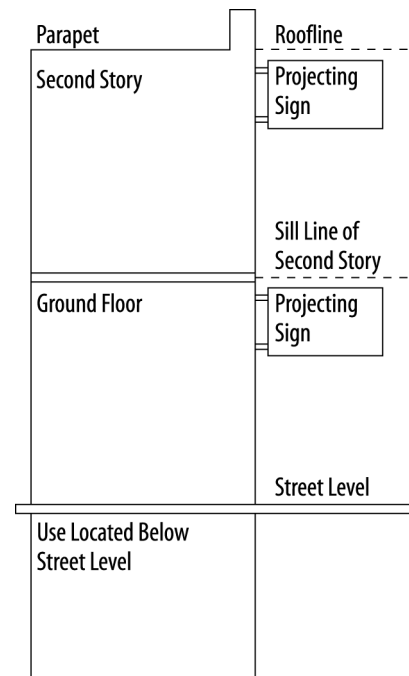 Parapet
Roofline
Second Story
Projecting
Sign
Sill Line of
Second Story
Ground Floor
Projecting
Sign
Street Level
Use Located Below
Street Level